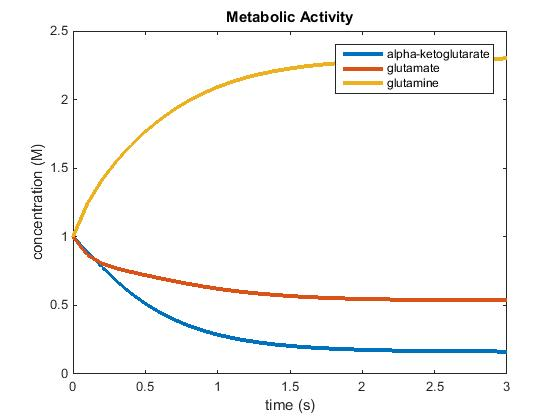 Metabolic Activity
2.5
alpha-ketoglutarate
glutamate
glutamine
2
1.5
concentration (M)
1
0.5
0
0 0.5 1 1.5 2 2.5 3
time (s)